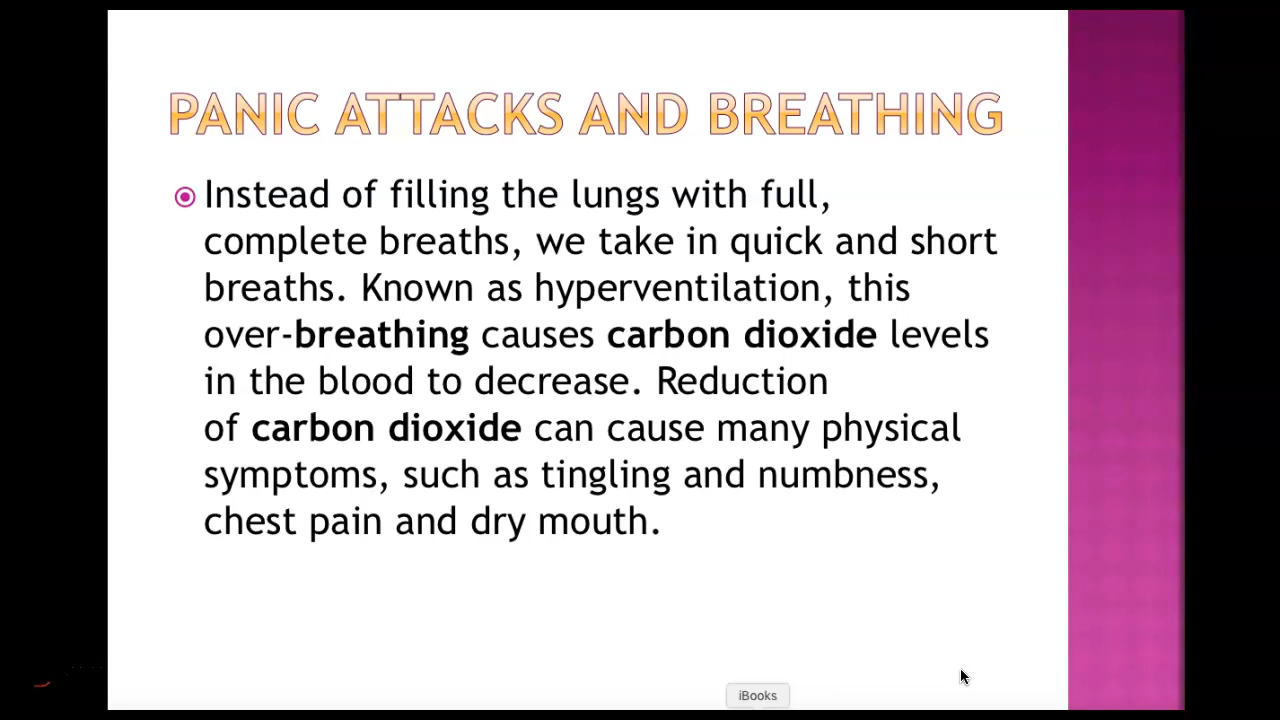 PANIC ATTACKS AND BREATHING
Instead of filling the lungs with full,
complete breaths, we take in quick and short
breaths. Known as hyperventilation, this
over-breathing causes carbon dioxide levels
in the blood to decrease. Reduction
of carbon dioxide can cause many physical
symptoms, such as tingling and numbness,
chest pain and dry mouth.
iBooks